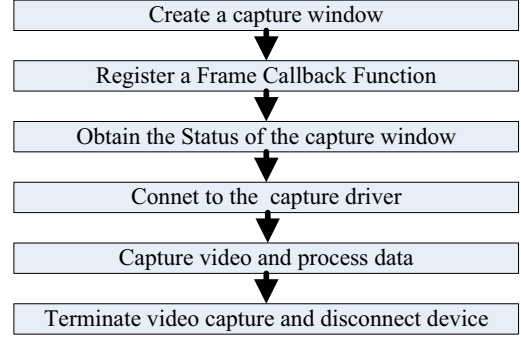 Create a capture window
Register a Frame Callback Function
Obtain the Status of the capture window
Connet to the capture driver
Capture video and process data
Terminate video capture and disconnect device